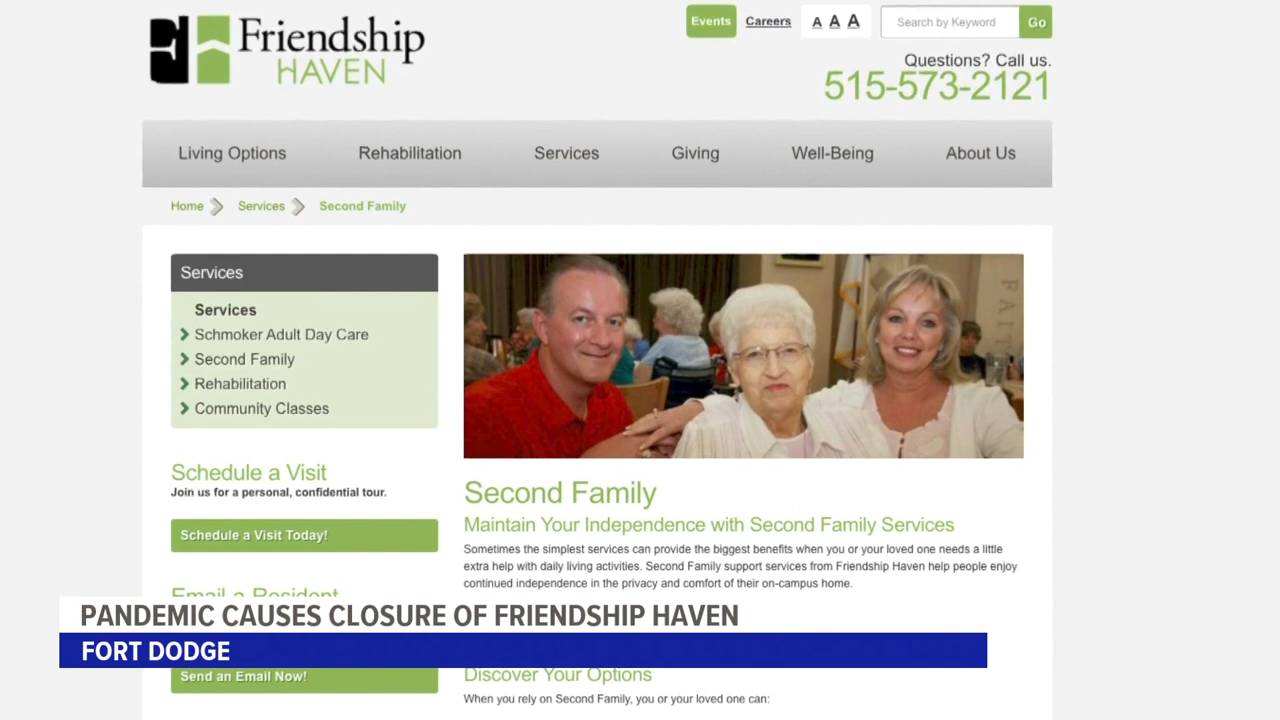 Friendship
HAVEN
Events
Careers
A A A
Search by Keyword
Go
Questions? Call us.
515-573-2121
Living Options
Rehabilitation
Services
Giving
Well-Being
About Us
Home
Services
Second Family
Services
Services
Schmoker Adult Day Care
Second Family
Rehabilitation
Community Classes
Schedule a Visit
Join us for a personal, confidential tour.
Schedule a Visit Today!
Email a Resident
Send an Email Now!
Second Family
Maintain Your Independence with Second Family Services
Sometimes the simplest services can provide the biggest benefits when you or your loved one needs a little
extra help with daily living activities. Second Family support services from Friendship Haven help people enjoy
continued independence in the privacy and comfort of their on-campus home.
Discover Your Options
When you rely on Second Family, you or your loved one can:
PANDEMIC CAUSES CLOSURE OF FRIENDSHIP HAVEN
FORT DODGE